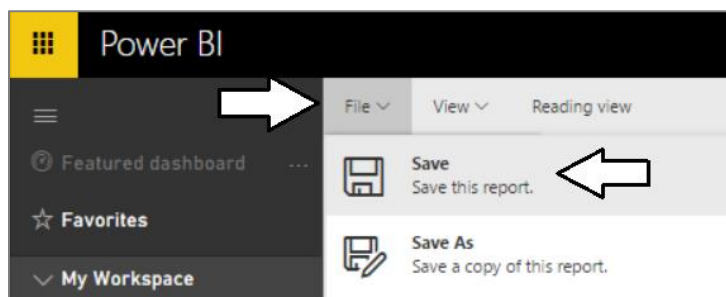 Power BI
File View Reading view
Featured dashboard ...
Save
Save this report.
Favorites
Save As
Save a copy of this report.
My Workspace